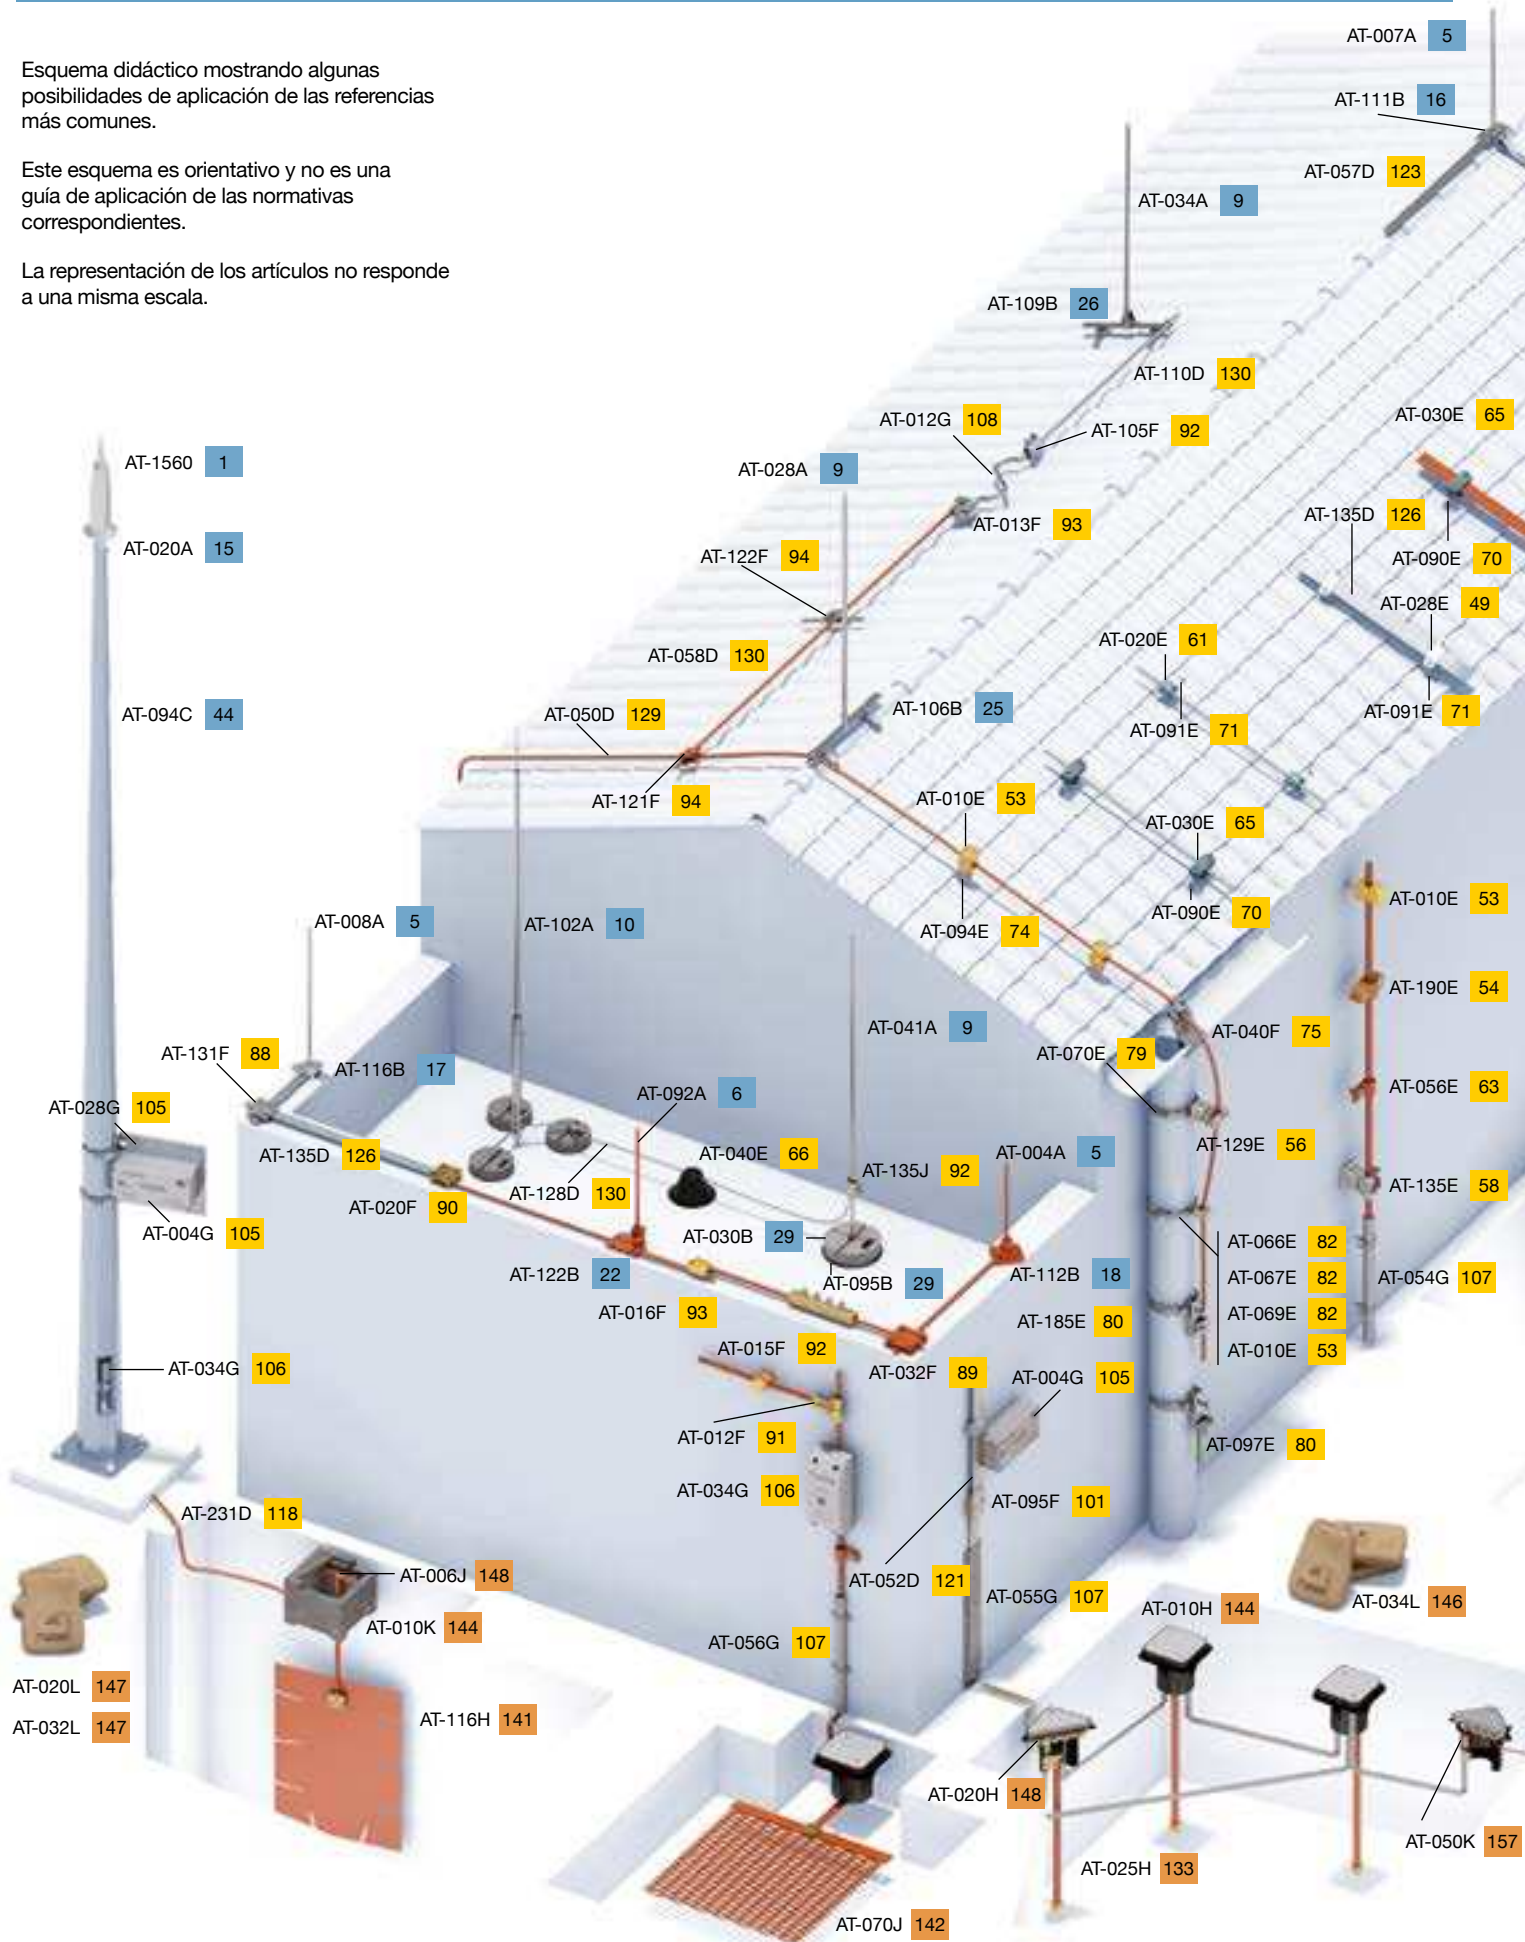 Esquema didáctico mostrando algunas
posibilidades de aplicación de las referencias
más comunes.
Este esquema es orientativo y no es una
guía de aplicación de las normativas
correspondientes.
La representación de los artículos no responde
a una misma escala.
AT-007A 5
AT-111B 16
AT-057D 123
AT-034A 9
AT-109B 26
AT-110D 130
AT-012G 108
AT-105F 92
AT-030E 65
AT-1560 1
AT-028A 9
AT-013F 93
AT-135D 126
AT-020A 15
AT-122F 94
AT-090E 70
AT-028E 49
AT-058D 130
AT-020E 61
AT-094C 44
AT-050D 129
AT-106B 25
AT-091E 71
AT-091E 71
AT-121F 94
AT-010E 53
AT-030E 65
AT-008A 5
AT-102A 10
AT-094E 74
AT-090E 70
AT-010E 53
AT-190E 54
AT-041A 9
AT-040F 75
AT-131F 88
AT-116B 17
AT-070E 79
AT-092A 6
AT-056E 63
AT-028G 105
AT-135D 126
AT-040E 66
AT-004A 5
AT-129E 56
AT-135J 92
AT-128D 130
AT-135E 58
AT-020F 90
AT-004G 105
AT-030B 29
AT-066E 82
AT-122B 22
AT-095B 29
AT-112B 18
AT-067E 82
AT-054G 107
AT-016F 93
AT-185E 80
AT-069E 82
AT-015F 92
AT-010E 53
AT-034G 106
AT-032F 89
AT-004G 105
AT-012F 91
AT-097E 80
AT-034G 106
AT-095F 101
AT-231D 118
AT-006J 148
AT-052D 121
AT-055G 107
AT-010H 144
AT-034L 146
AT-010K 144
AT-056G 107
AT-020L 147
AT-032L 147
AT-116H 141
AT-020H 148
AT-050K 157
AT-025H 133
AT-070J 142